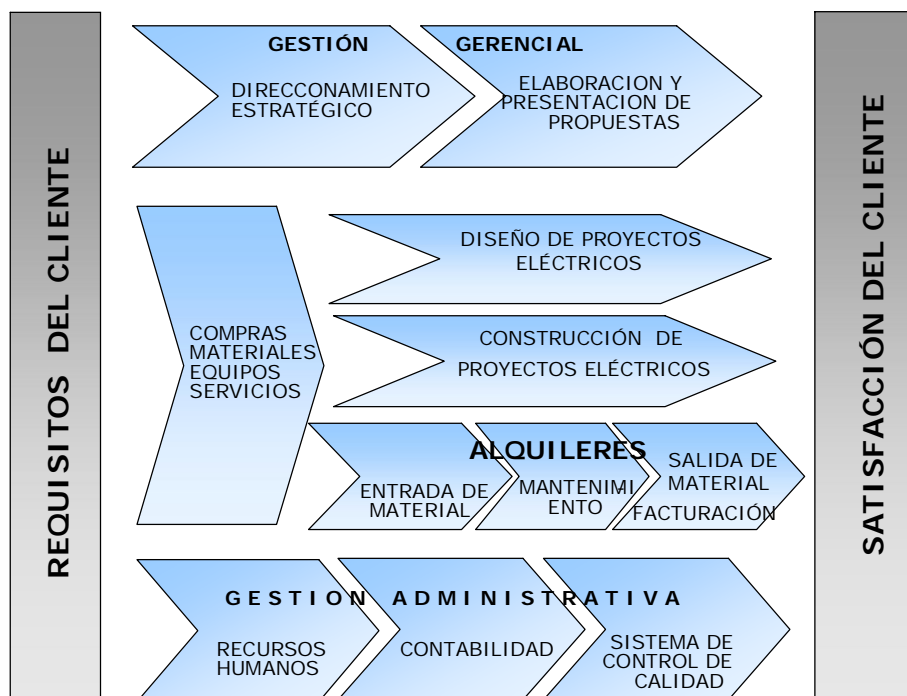 REQUISITOS DEL CLIENTE
GESTIÓN GERENCIAL
DIRECCONAMIENTO
ESTRATÉGICO
ELABORACION Y
PRESENTACION DE
PROPUESTAS
COMPRAS
MATERIALES
EQUIPOS
SERVICIOS
DISEÑO DE PROYECTOS
ELÉCTRICOS
CONSTRUCCIÓN DE
PROYECTOS ELÉCTRICOS
ALQUILERES
ENTRADA DE
MATERIAL
MANTENIMI
ENTO
SALIDA DE
MATERIAL
FACTURACIÓN
GESTION ADMINISTRATIVA
RECURSOS
HUMANOS
CONTABILIDAD
SISTEMA DE
CONTROL DE
CALIDAD
SATISFACCIÓN DEL CLIENTE